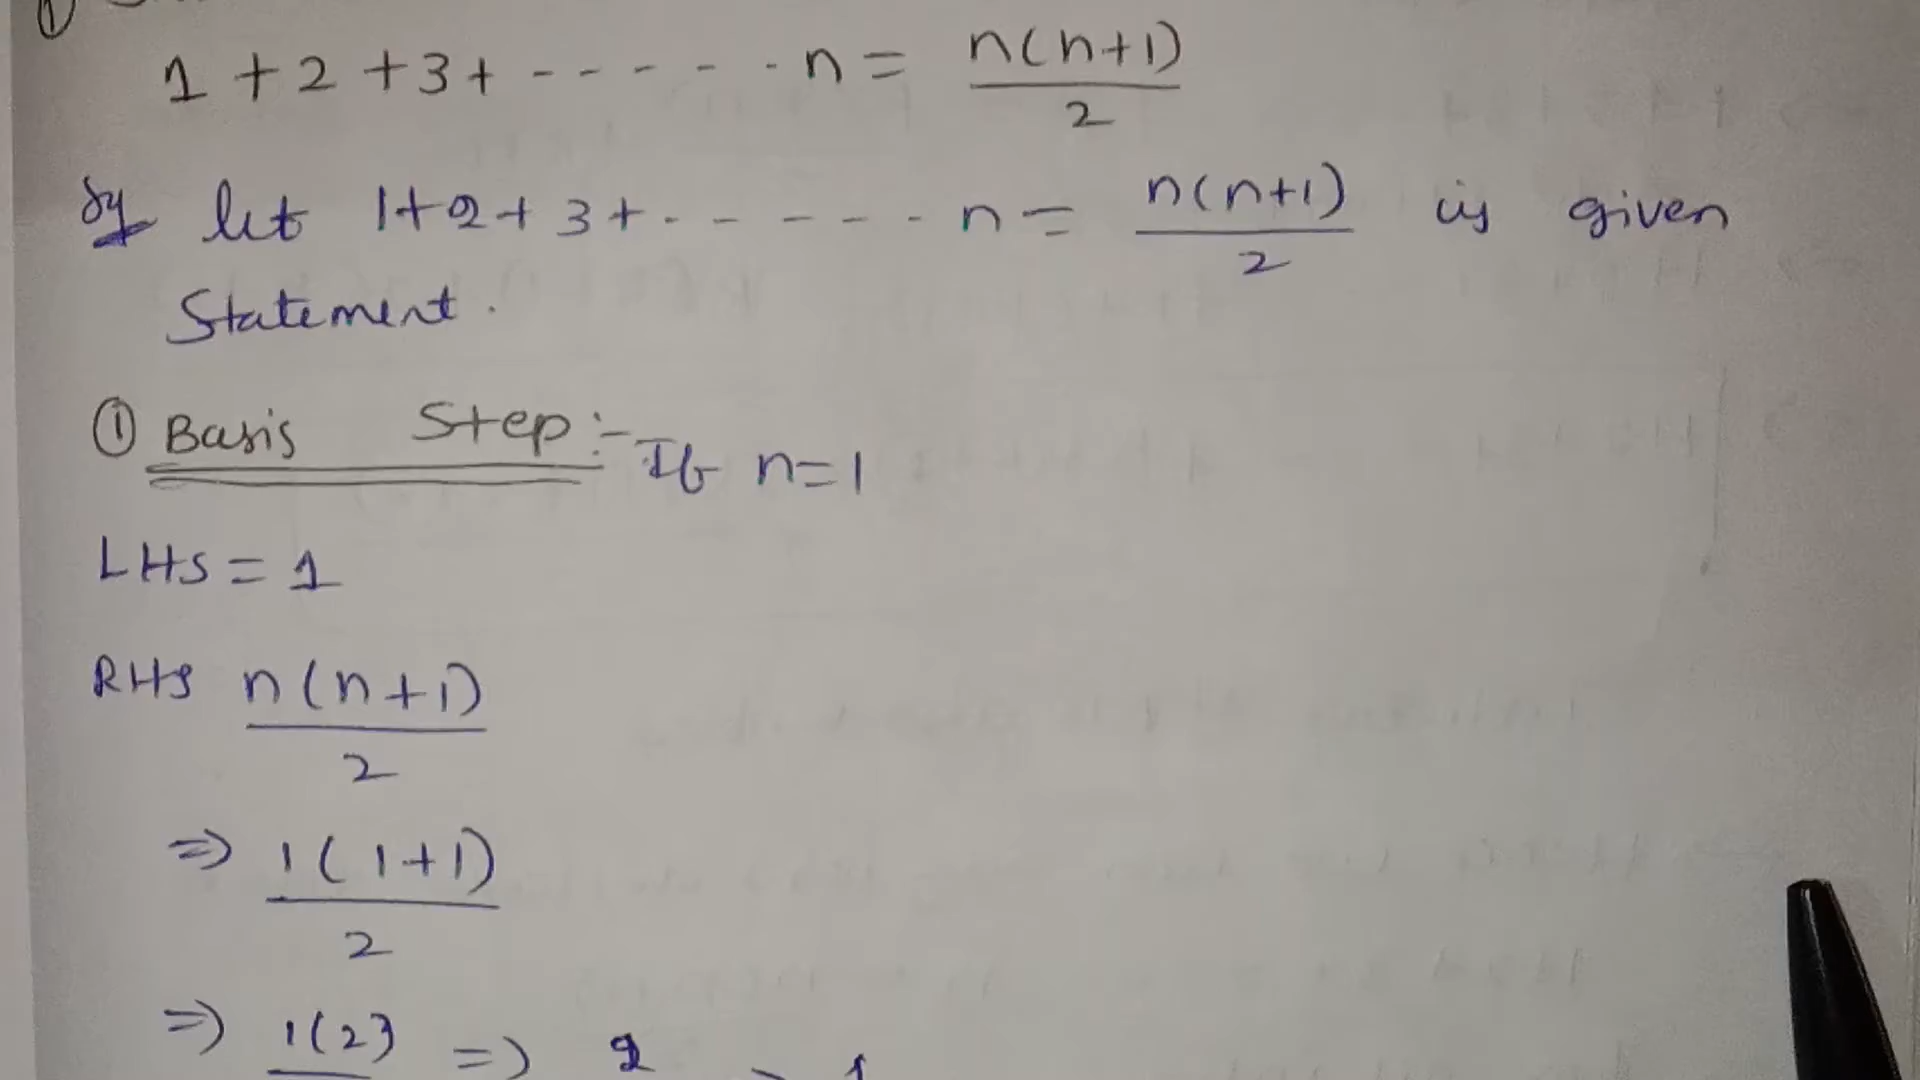 ①
1 + 2 + 3 + - - - - - - n = n(n+1)/2
let 1+2+3+ - - - - - - n = n(n+1)/2 is given
Statement.
① Basis Step :- If n=1
LHS = 1
RHS n(n+1)/2
⇒ 1(1+1)/2
⇒ 1(2) ⇒ 2